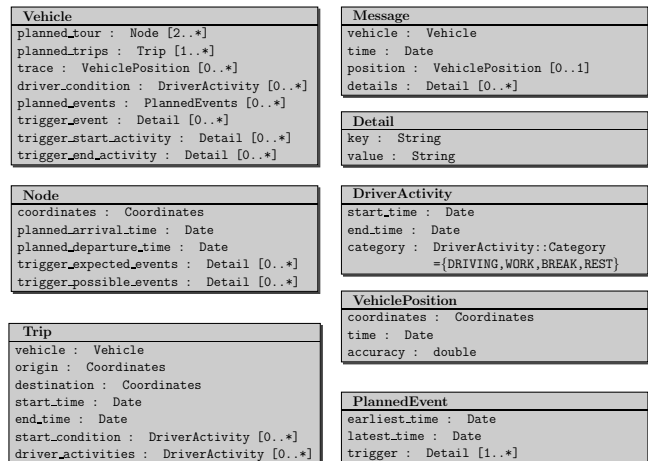 Vehicle
planned_tour : Node [2..*]
planned_trips : Trip [1..*]
trace : VehiclePosition [0..*]
driver_condition : DriverActivity [0..*]
planned_events : PlannedEvents [0..*]
trigger_event : Detail [0..*]
trigger_start_activity : Detail [0..*]
trigger_end_activity : Detail [0..*]
Node
coordinates : Coordinates
planned_arrival_time : Date
planned_departure_time : Date
trigger_expected_events : Detail [0..*]
trigger_possible_events : Detail [0..*]
Trip
vehicle : Vehicle
origin : Coordinates
destination : Coordinates
start_time : Date
end_time : Date
start_condition : DriverActivity [0..*]
driver_activities : DriverActivity [0..*]
Message
vehicle : Vehicle
time : Date
position : VehiclePosition [0..1]
details : Detail [0..*]
Detail
key : String
value : String
DriverActivity
start_time : Date
end_time : Date
category : DriverActivity::Category
={DRIVING,WORK,BREAK,REST}
VehiclePosition
coordinates : Coordinates
time : Date
accuracy : double
PlannedEvent
earliest_time : Date
latest_time : Date
trigger : Detail [1..*]